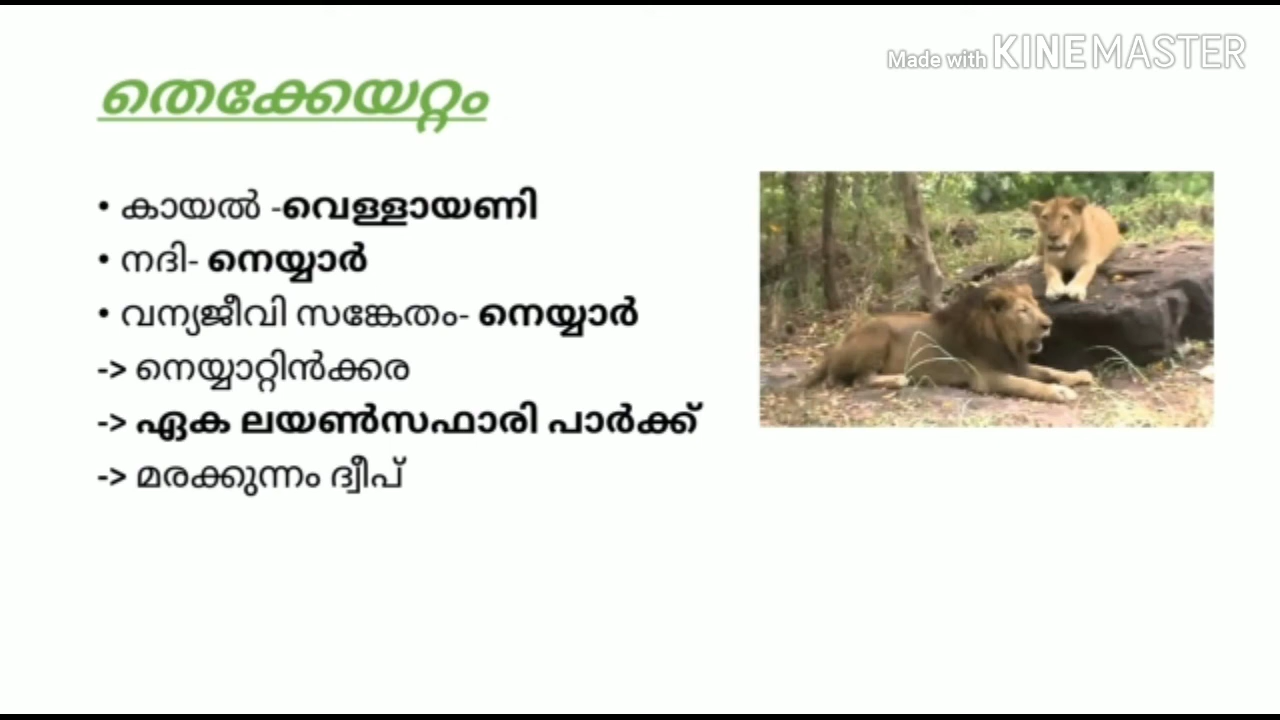 Made with KINEMASTER
തെക്കേയറ്റം
• കായൽ -വെള്ളായണി
• നദി- നെയ്യാർ
• വന്യജീവി സങ്കേതം- നെയ്യാർ
-> നെയ്യാറ്റിൻക്കര
-> ഏക ലയൺസഫാരി പാർക്ക്
-> മരക്കുന്നം ദ്വീപ്